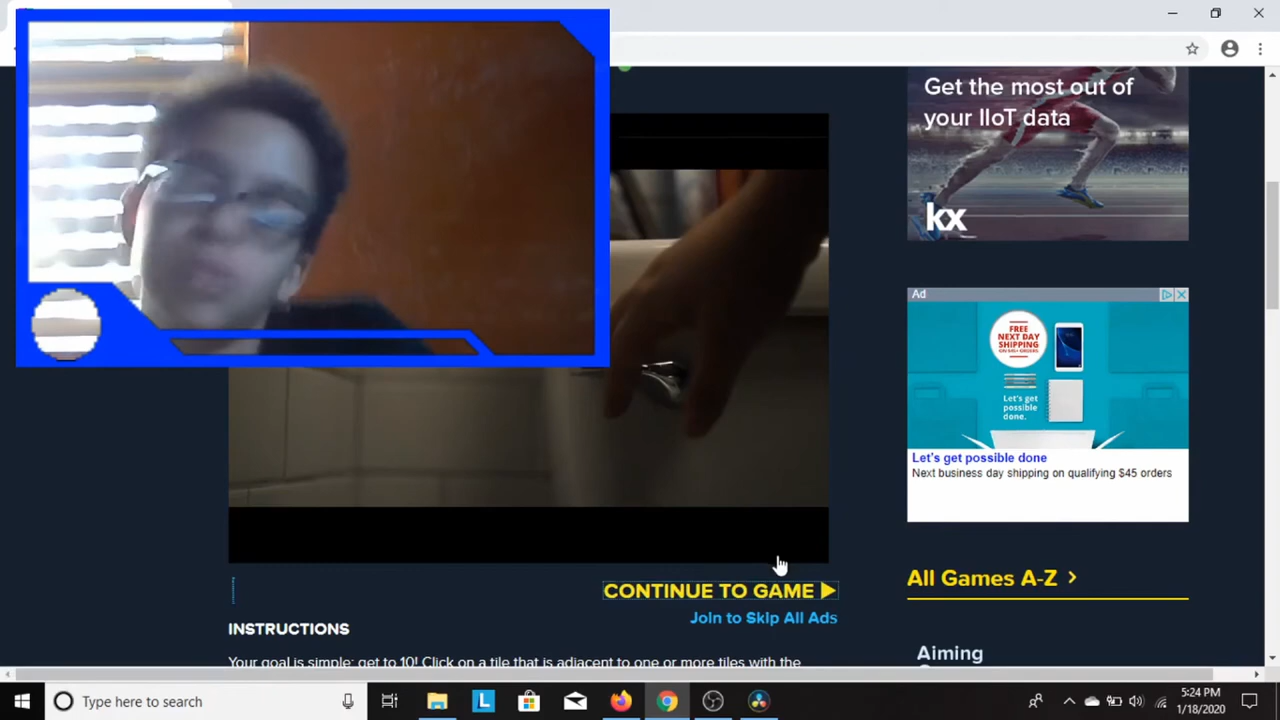 Get the most out of
your IIoT data
kx
Ad
FREE
NEXT DAY
SHIPPING
Let's get
possible
done.
Let's get possible done
Next business day shipping on qualifying $45 orders
CONTINUE TO GAME
Join to Skip All Ads
All Games A-Z
INSTRUCTIONS
Your goal is simple: get to 10! Click on a tile that is adjacent to one or more tiles with the
Aiming
Type here to search
L
5:24 PM
1/18/2020